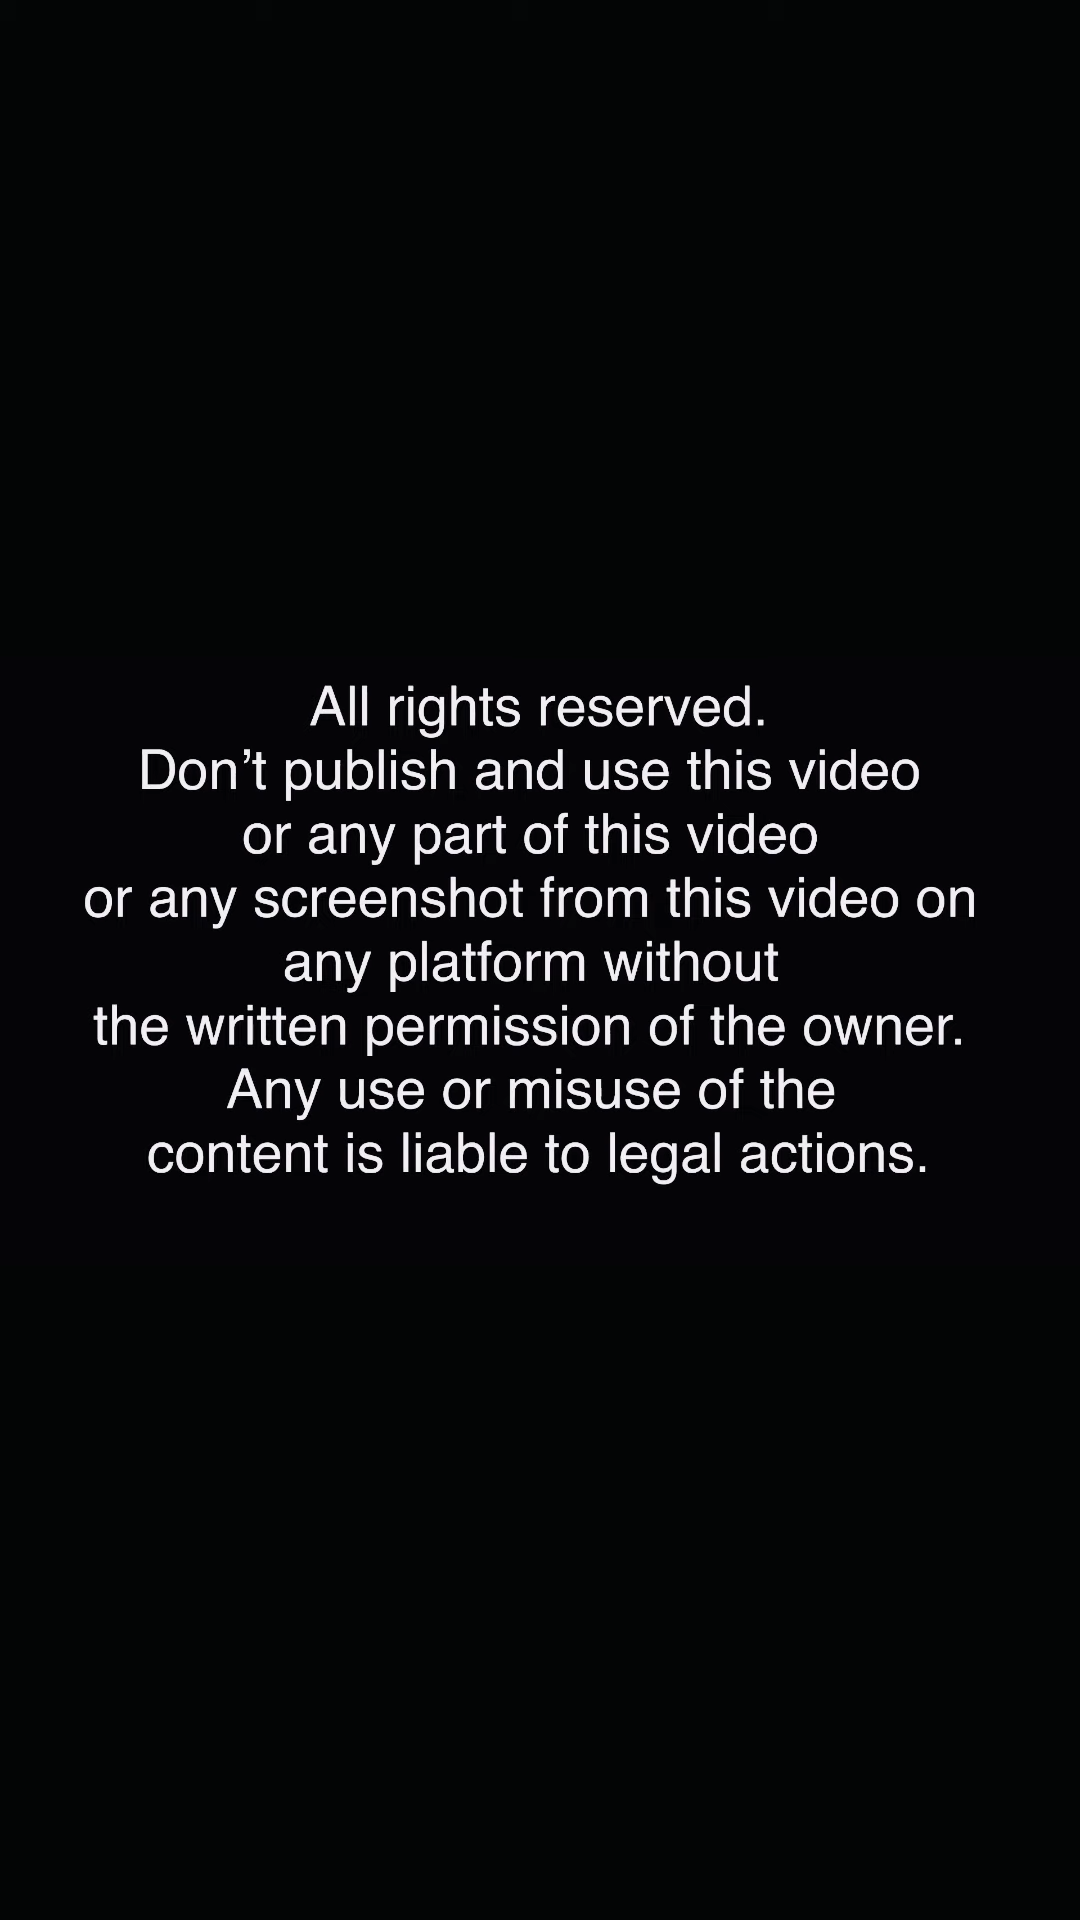 All rights reserved.
Don’t publish and use this video
or any part of this video
or any screenshot from this video on
any platform without
the written permission of the owner.
Any use or misuse of the
content is liable to legal actions.